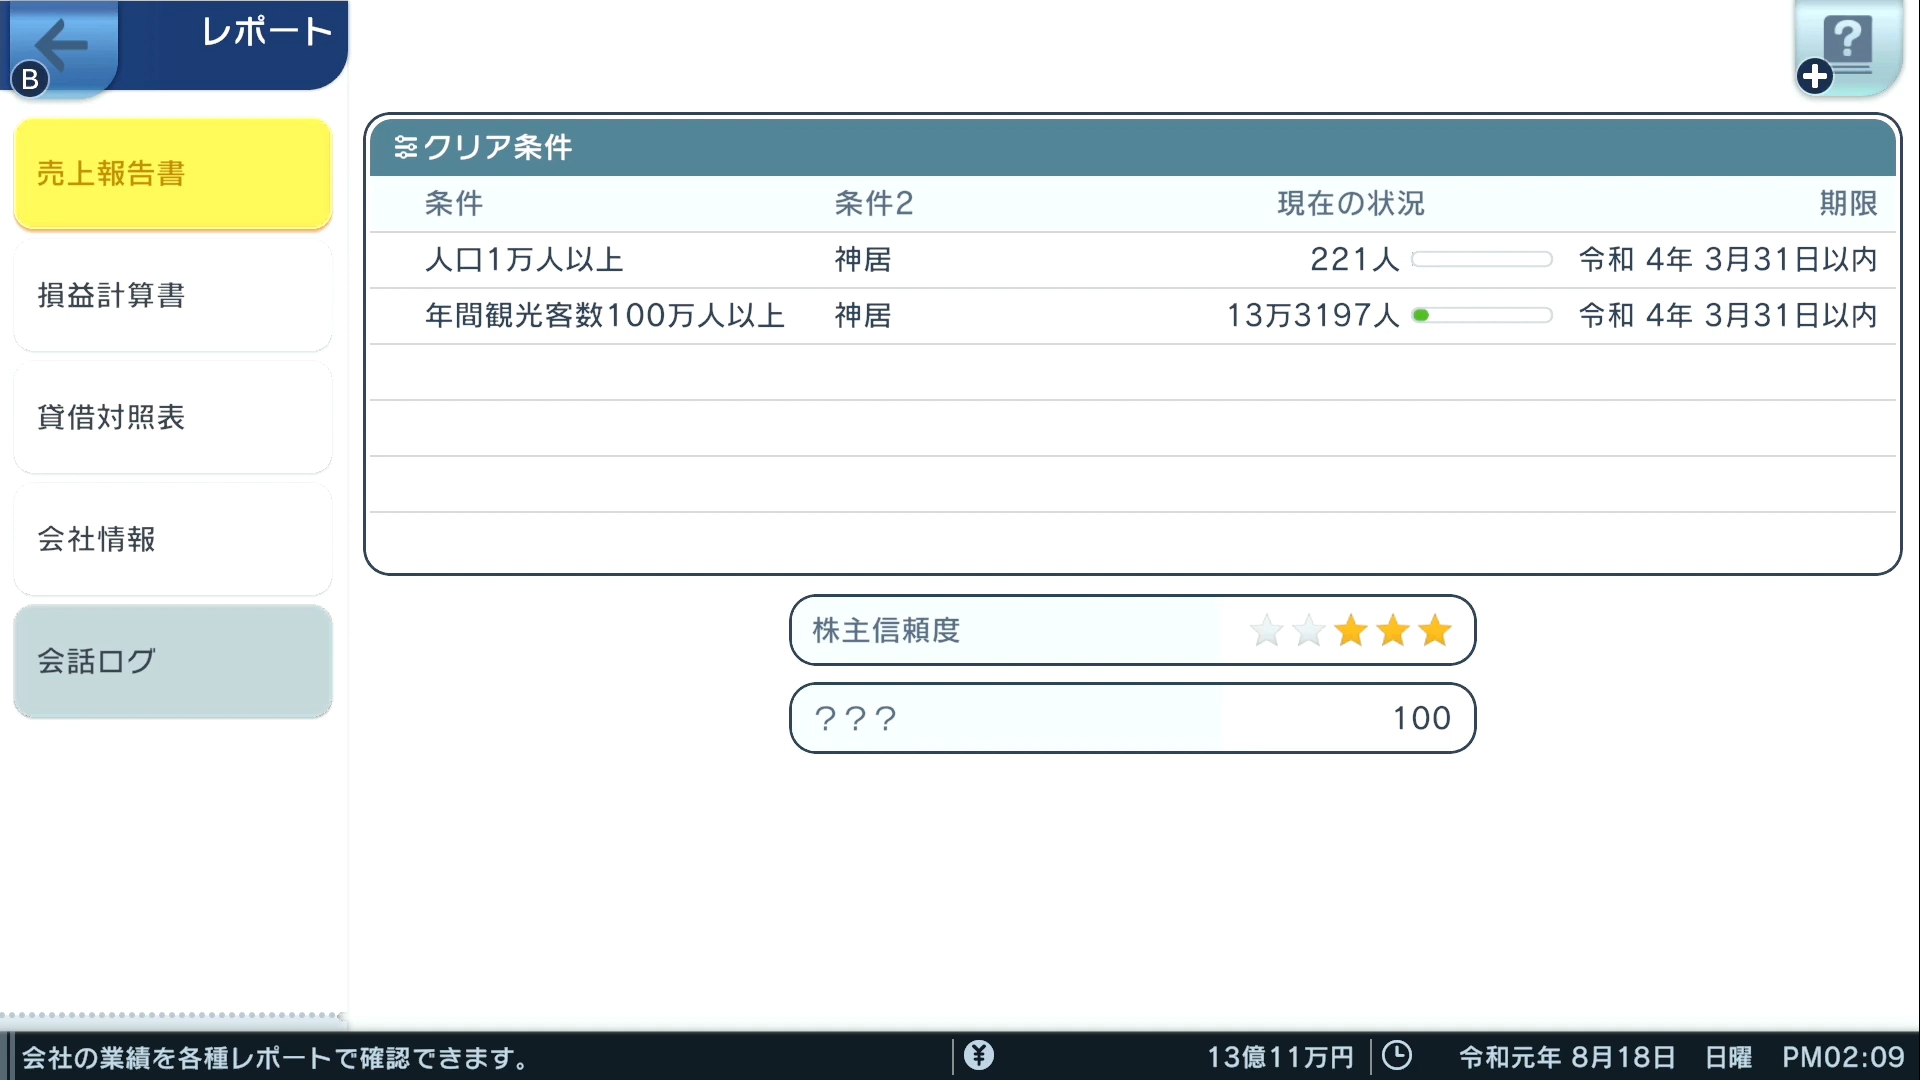 レポート
B
売上報告書
損益計算書
貸借対照表
会社情報
会話ログ
クリア条件
条件 条件2 現在の状況 期限
人口1万人以上 神居 221人 令和 4年 3月31日以内
年間観光客数100万人以上 神居 13万3197人 令和 4年 3月31日以内
株主信頼度
??? 100
会社の業績を各種レポートで確認できます。 ¥ 13億11万円 令和元年 8月18日 日曜 PM02:09